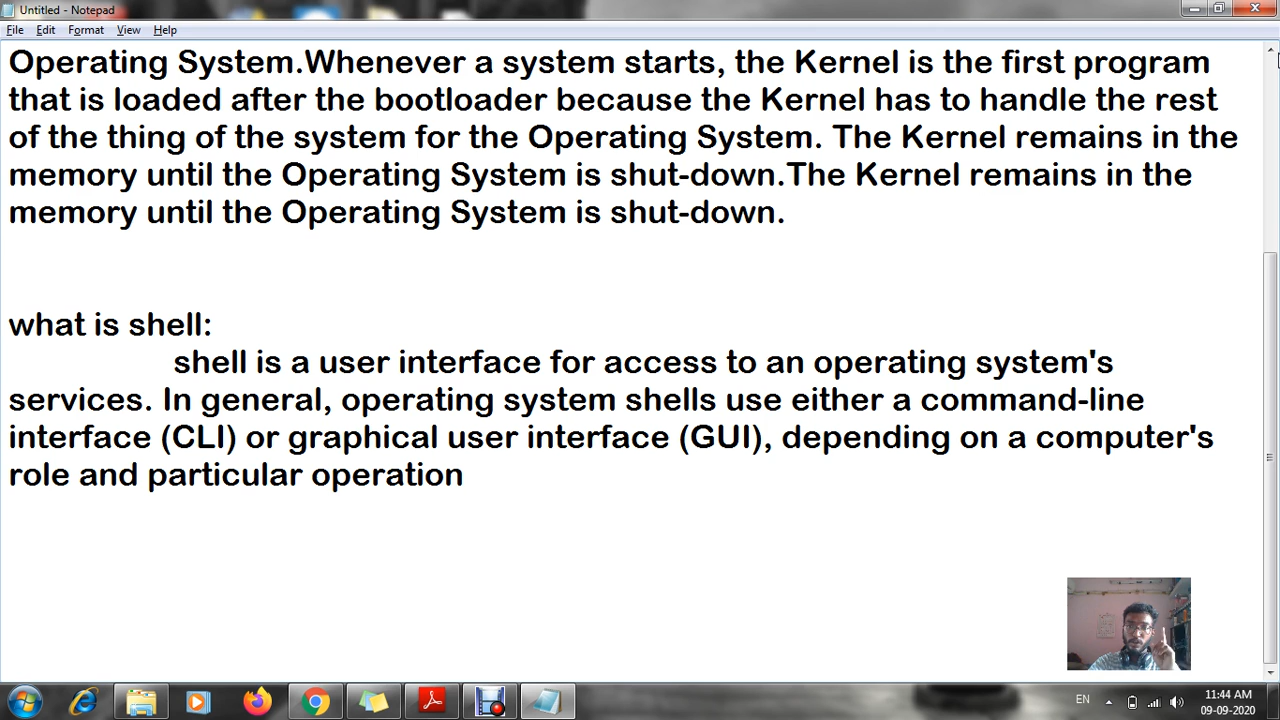 Untitled - Notepad
File Edit Format View Help
Operating System.Whenever a system starts, the Kernel is the first program
that is loaded after the bootloader because the Kernel has to handle the rest
of the thing of the system for the Operating System. The Kernel remains in the
memory until the Operating System is shut-down.The Kernel remains in the
memory until the Operating System is shut-down.
what is shell:
shell is a user interface for access to an operating system's
services. In general, operating system shells use either a command-line
interface (CLI) or graphical user interface (GUI), depending on a computer's
role and particular operation
EN
11:44 AM
09-09-2020